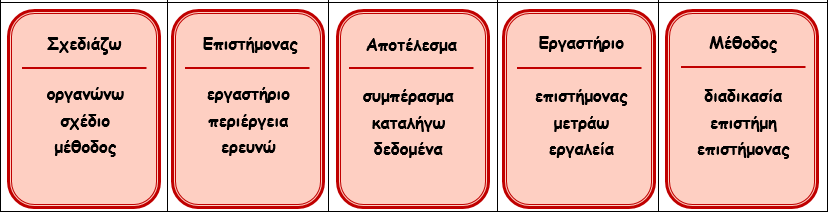 Σχεδιάζω
οργανώνω
σχέδιο
μέθοδος
Επιστήμονας
εργαστήριο
περιέργεια
ερευνώ
Αποτέλεσμα
συμπέρασμα
καταλήγω
δεδομένα
Εργαστήριο
επιστήμονας
μετράω
εργαλεία
Μέθοδος
διαδικασία
επιστήμη
επιστήμονας